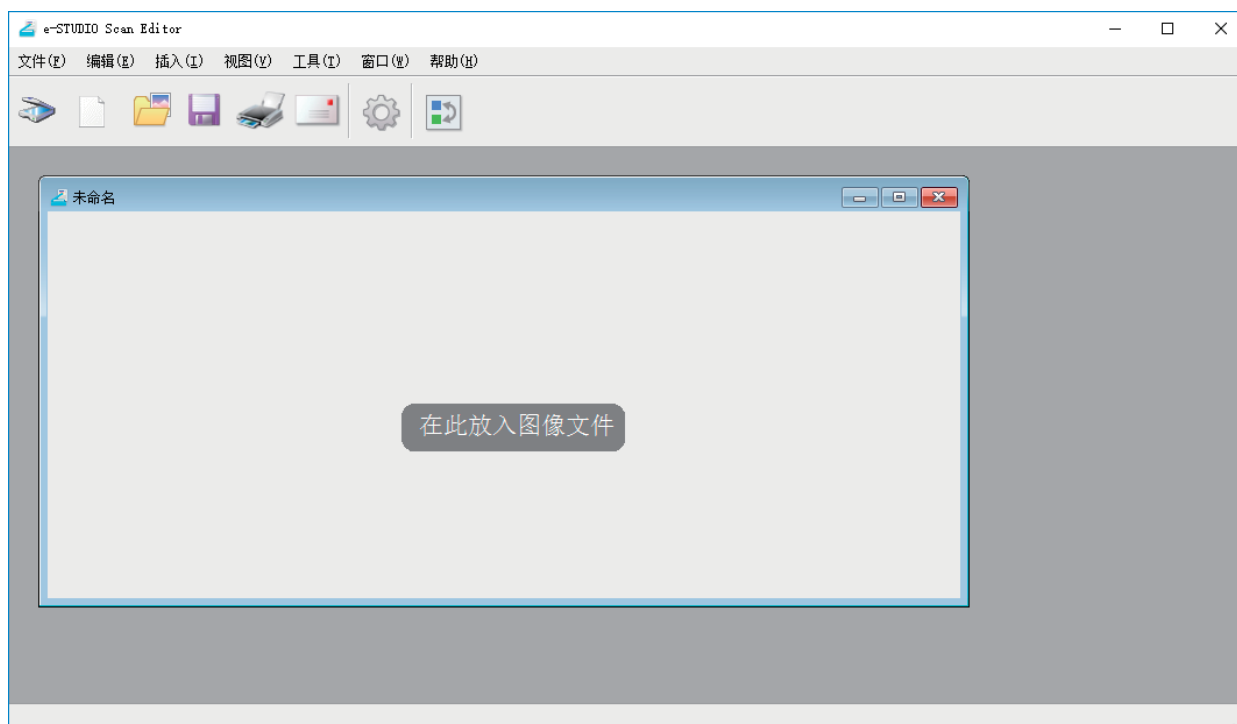 e-STUDIO Scan Editor
文件(F) 编辑(E) 插入(I) 视图(V) 工具(T) 窗口(W) 帮助(H)
未命名
在此放入图像文件